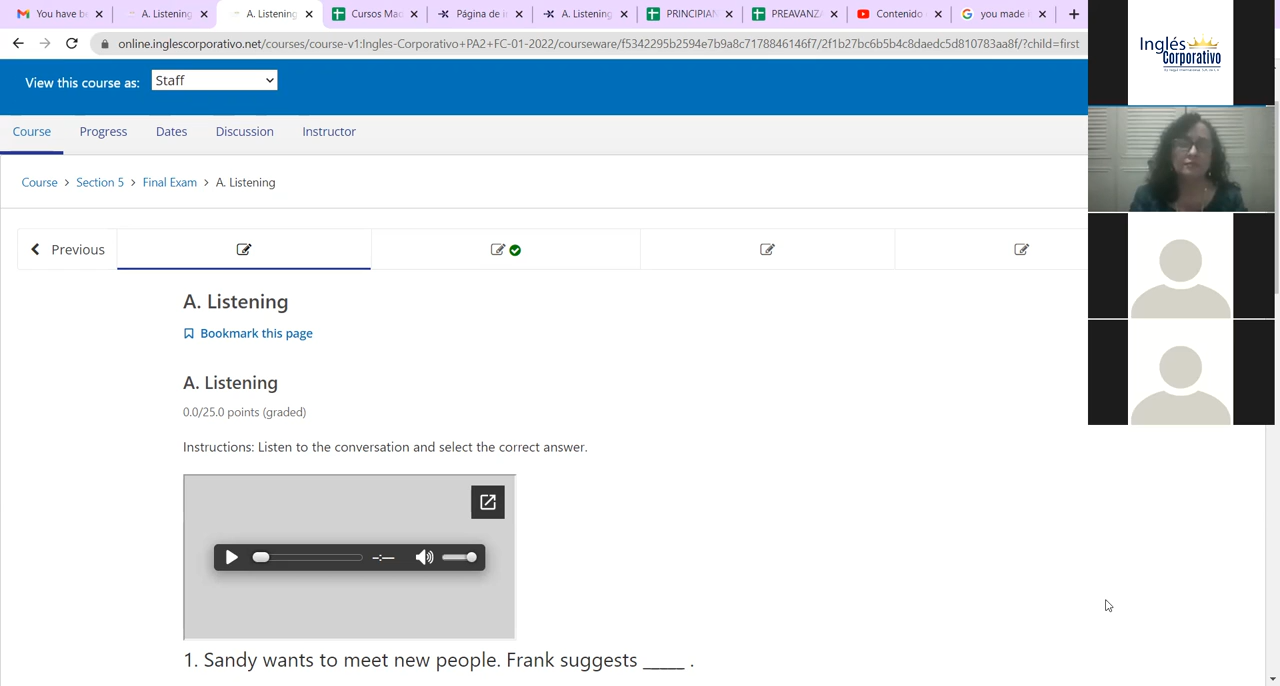 You have be
A. Listening
A. Listening
Cursos Mac
Página de i
A. Listening
PRINCIPIAN
PREAVANZA
Contenido
you made i
online.inglescorporativo.net/courses/course-v1:Ingles-Corporativo+PA2+FC-01-2022/courseware/f5342295b2594e7b9a8c7178846146f7/2f1b27bc6b5b4c8daedc5d810783aa8f/?child=first
Inglés
Corporativo
View this course as:
Staff
Course
Progress
Dates
Discussion
Instructor
Course > Section 5 > Final Exam > A. Listening
Previous
A. Listening
Bookmark this page
A. Listening
0.0/25.0 points (graded)
Instructions: Listen to the conversation and select the correct answer.
-:--
1. Sandy wants to meet new people. Frank suggests _____ .